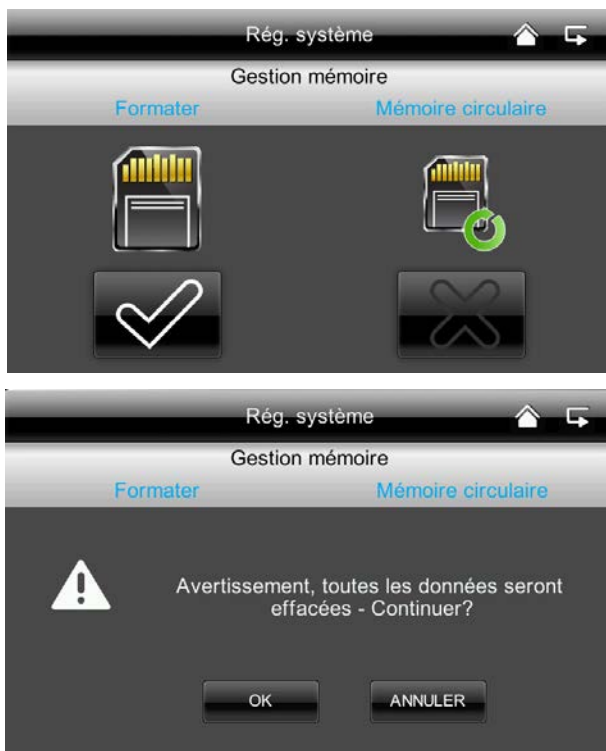 Rég. système
Gestion mémoire
Formater Mémoire circulaire
Rég. système
Gestion mémoire
Formater Mémoire circulaire
Avertissement, toutes les données seront
effacées - Continuer?
OK ANNULER